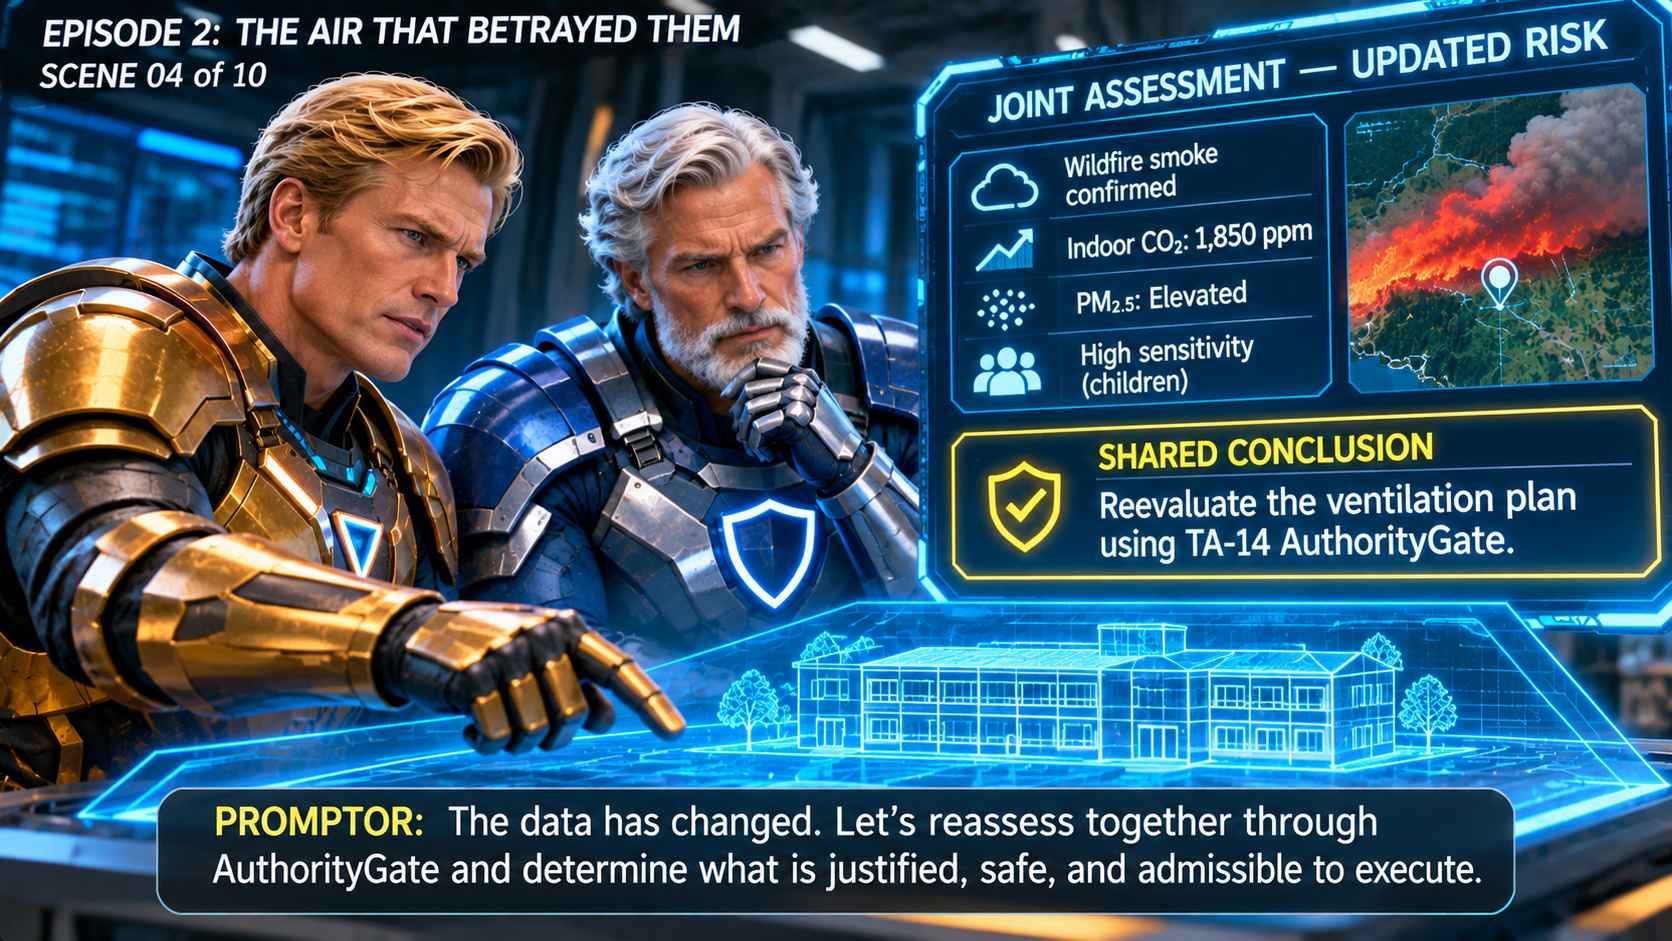 EPISODE 2: THE AIR THAT BETRAYED THEM
SCENE 04 of 10
JOINT ASSESSMENT — UPDATED RISK
Wildfire smoke
confirmed
Indoor CO₂: 1,850 ppm
PM₂.₅: Elevated
High sensitivity
(children)
SHARED CONCLUSION
Reevaluate the ventilation plan
using TA-14 AuthorityGate.
PROMPTOR: The data has changed. Let's reassess together through
AuthorityGate and determine what is justified, safe, and admissible to execute.